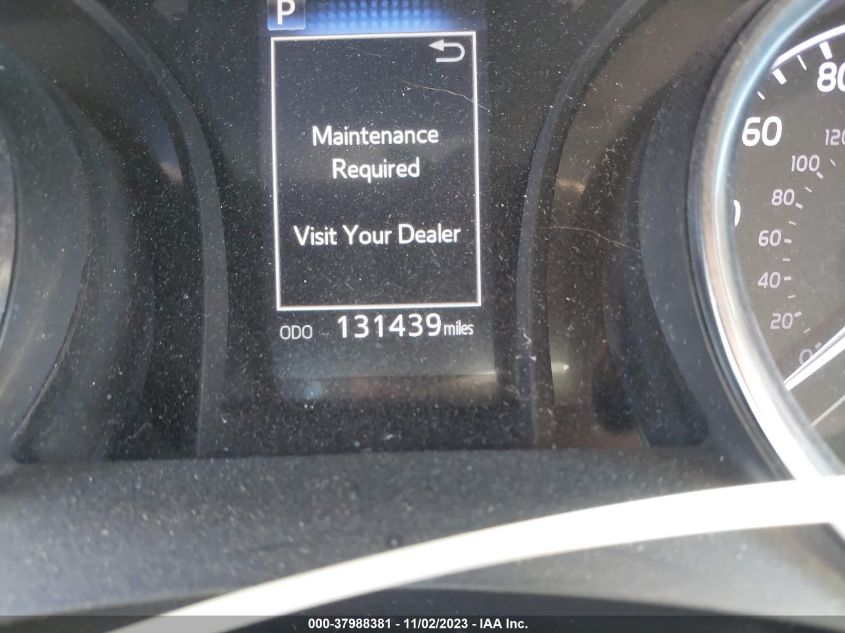 P
Maintenance
Required
Visit Your Dealer
ODO 131439 miles
80
60
120
100
80
60
40
20
0
000-37988381 - 11/02/2023 - IAA Inc.